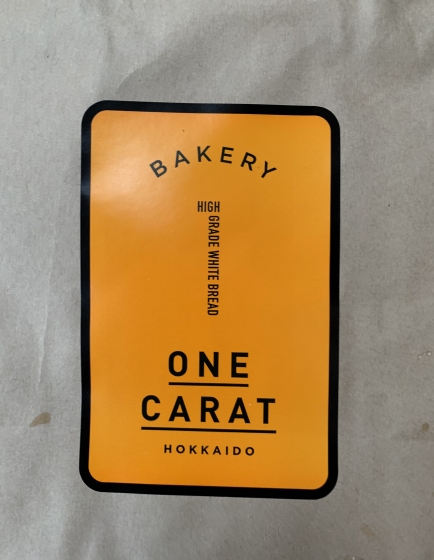 BAKERY
HIGH
GRADE WHITE BREAD
ONE
CARAT
HOKKAIDO